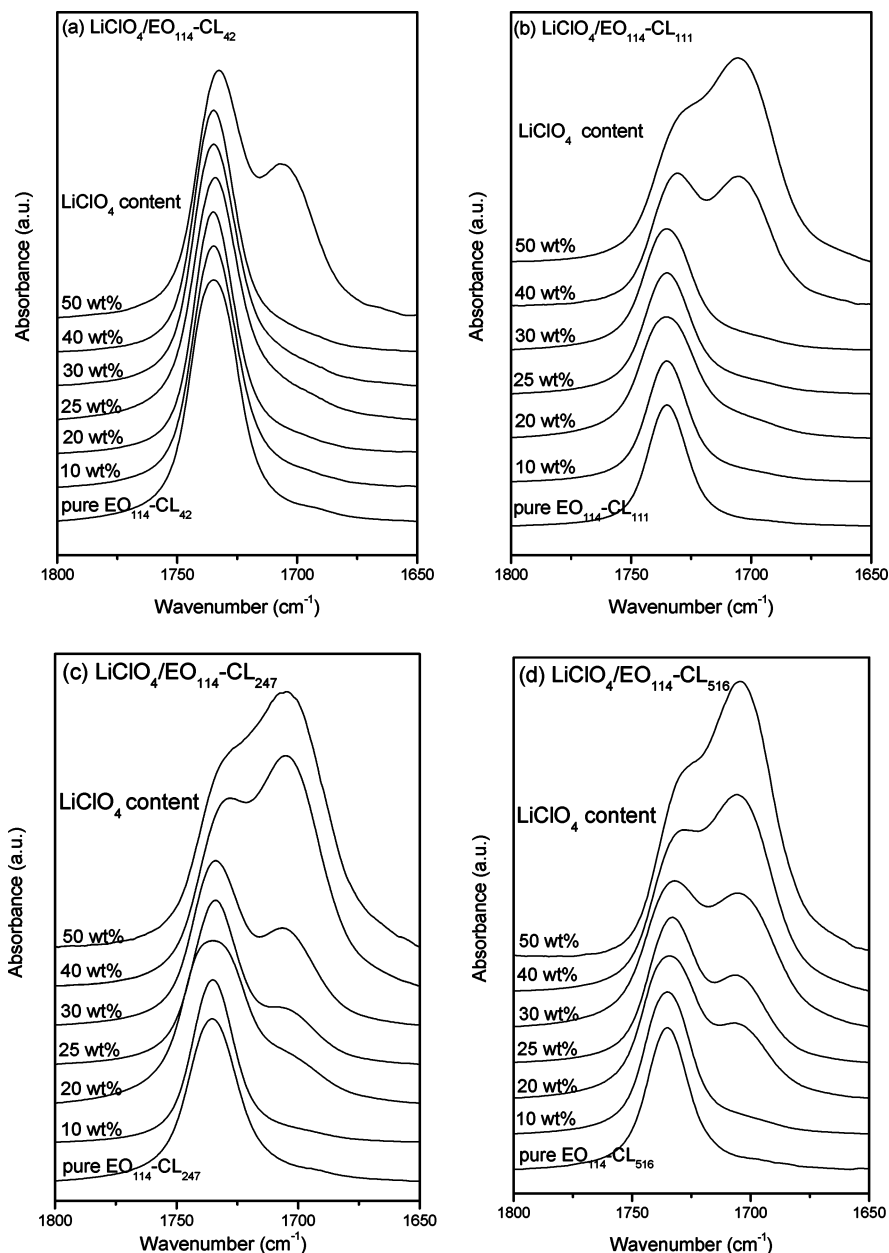 (a) LiClO₄/EO₁₁₄-CL₄₂
LiClO₄ content
50 wt%
40 wt%
30 wt%
25 wt%
20 wt%
10 wt%
pure EO₁₁₄-CL₄₂
Absorbance (a.u.)
1800 1750 1700 1650
Wavenumber (cm⁻¹)
(b) LiClO₄/EO₁₁₄-CL₁₁₁
LiClO₄ content
50 wt%
40 wt%
30 wt%
25 wt%
20 wt%
10 wt%
pure EO₁₁₄-CL₁₁₁
Absorbance (a.u.)
1800 1750 1700 1650
Wavenumber (cm⁻¹)
(c) LiClO₄/EO₁₁₄-CL₂₄₇
LiClO₄ content
50 wt%
40 wt%
30 wt%
25 wt%
20 wt%
10 wt%
pure EO₁₁₄-CL₂₄₇
Absorbance (a.u.)
1800 1750 1700 1650
Wavenumber (cm⁻¹)
(d) LiClO₄/EO₁₁₄-CL₅₁₆
LiClO₄ content
50 wt%
40 wt%
30 wt%
25 wt%
20 wt%
10 wt%
pure EO₁₁₄-CL₅₁₆
Absorbance (a.u.)
1800 1750 1700 1650
Wavenumber (cm⁻¹)